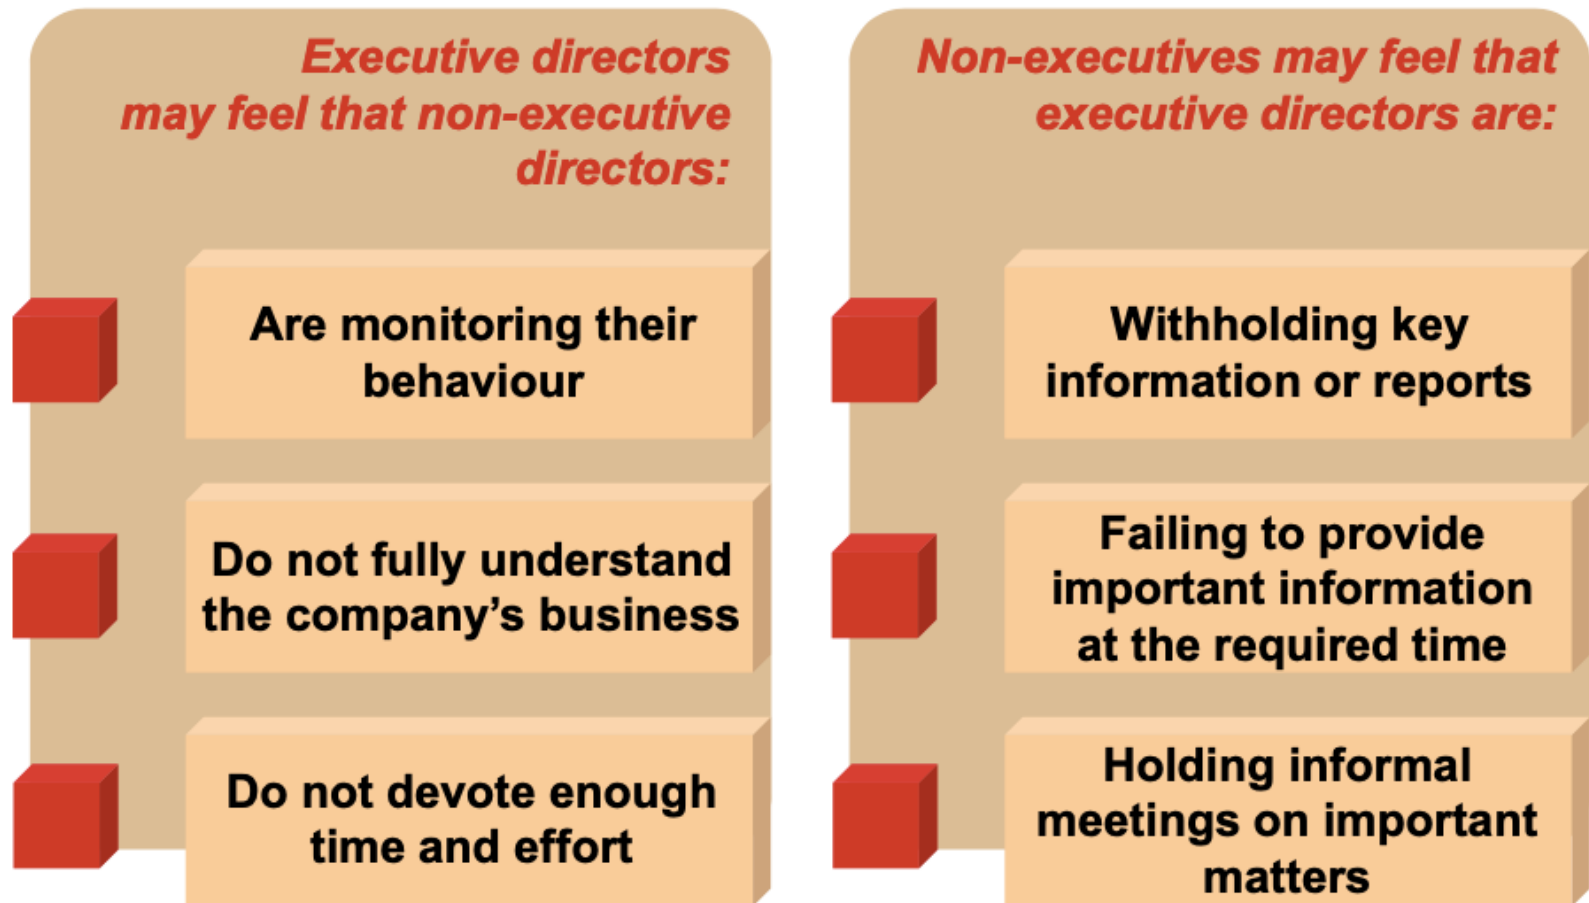 Executive directors
may feel that non-executive
directors:
Are monitoring their
behaviour
Do not fully understand
the company’s business
Do not devote enough
time and effort
Non-executives may feel that
executive directors are:
Withholding key
information or reports
Failing to provide
important information
at the required time
Holding informal
meetings on important
matters